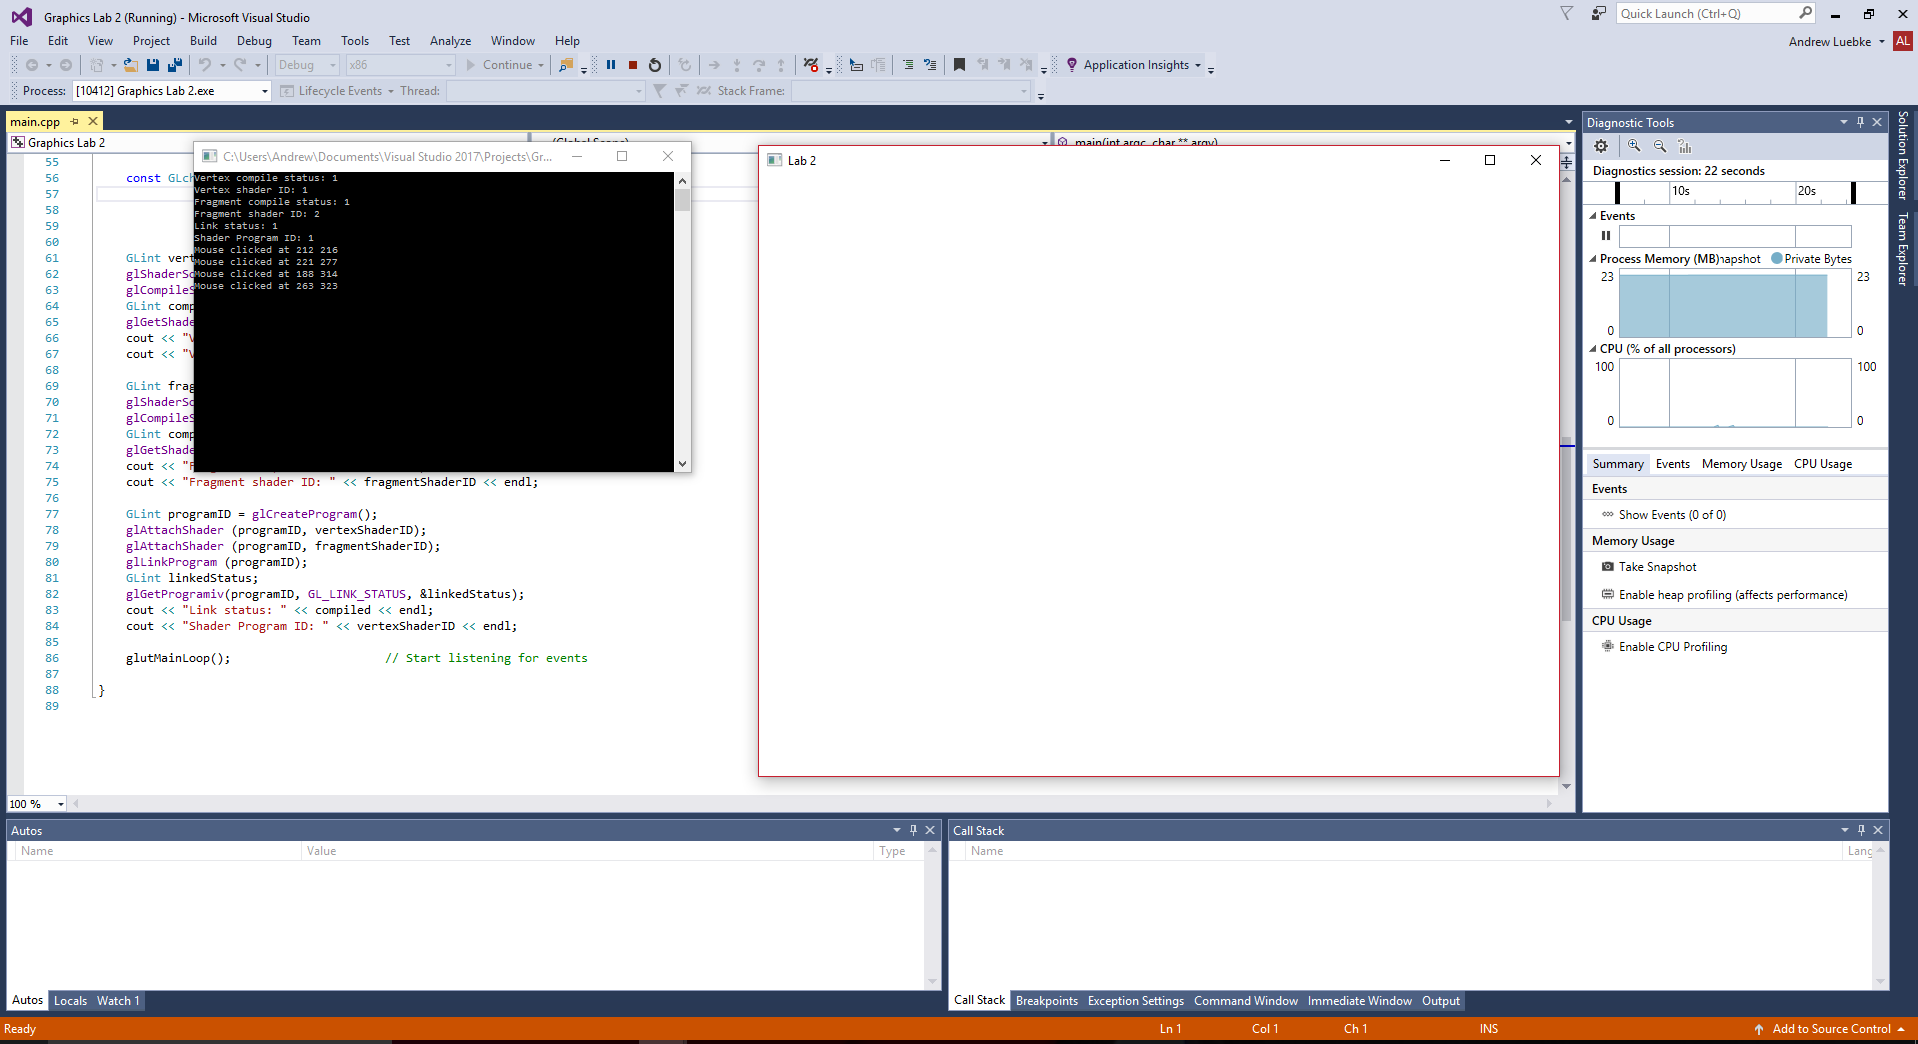 Graphics Lab 2 (Running) - Microsoft Visual Studio
Quick Launch (Ctrl+Q)
File Edit View Project Build Debug Team Tools Test Analyze Window Help
Andrew Luebke AL
Debug x86 Continue Application Insights
Process: [10412] Graphics Lab 2.exe Lifecycle Events Thread: Stack Frame:
main.cpp
Graphics Lab 2 (Global Scope) main(int argc, char ** argv)
C:\Users\Andrew\Documents\Visual Studio 2017\Projects\Gr...
Vertex compile status: 1
Vertex shader ID: 1
Fragment compile status: 1
Fragment shader ID: 2
Link status: 1
Shader Program ID: 1
Mouse clicked at 212 216
Mouse clicked at 221 277
Mouse clicked at 188 314
Mouse clicked at 263 323
Lab 2
55
56 const GLch
57
58
59
60
61 GLint vert
62 glShaderSo
63 glCompileS
64 GLint comp
65 glGetShade
66 cout << "V
67 cout << "V
68
69 GLint frag
70 glShaderSo
71 glCompileS
72 GLint comp
73 glGetShade
74 cout << "F
75 cout << "Fragment shader ID: " << fragmentShaderID << endl;
76
77 GLint programID = glCreateProgram();
78 glAttachShader (programID, vertexShaderID);
79 glAttachShader (programID, fragmentShaderID);
80 glLinkProgram (programID);
81 GLint linkedStatus;
82 glGetProgramiv(programID, GL_LINK_STATUS, &linkedStatus);
83 cout << "Link status: " << compiled << endl;
84 cout << "Shader Program ID: " << vertexShaderID << endl;
85
86 glutMainLoop(); // Start listening for events
87
88 }
89
100 %
Diagnostic Tools
Diagnostics session: 22 seconds
10s 20s
Events
Process Memory (MB) napshot Private Bytes
23 23
0 0
CPU (% of all processors)
100 100
0 0
Summary Events Memory Usage CPU Usage
Events
Show Events (0 of 0)
Memory Usage
Take Snapshot
Enable heap profiling (affects performance)
CPU Usage
Enable CPU Profiling
Solution Explorer
Team Explorer
Autos
Name Value Type
Autos Locals Watch 1
Call Stack
Name Lang
Call Stack Breakpoints Exception Settings Command Window Immediate Window Output
Ready Ln 1 Col 1 Ch 1 INS Add to Source Control